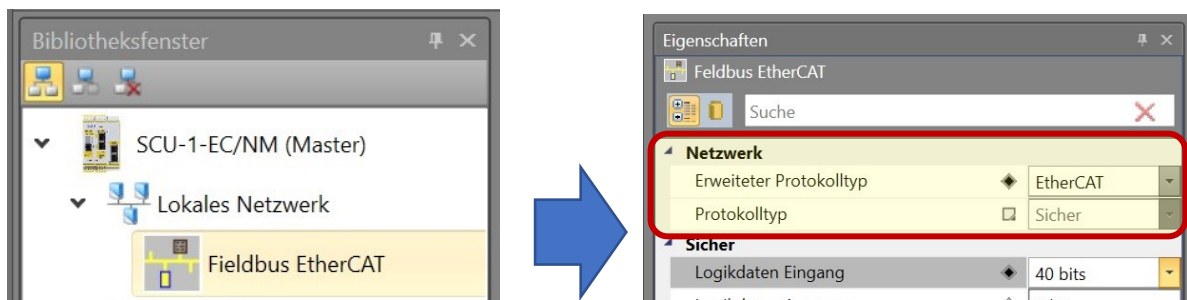 Bibliotheksfenster
SCU-1-EC/NM (Master)
Lokales Netzwerk
Fieldbus EtherCAT
Eigenschaften
Feldbus EtherCAT
Suche
Netzwerk
Erweiteter Protokolltyp EtherCAT
Protokolltyp Sicher
Sicher
Logikdaten Eingang 40 bits